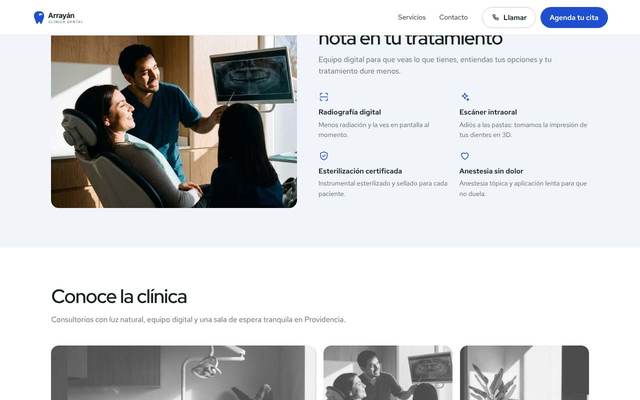 Arrayán
CLÍNICA DENTAL
Servicios
Contacto
Llamar
Agenda tu cita
nota en tu tratamiento
Equipo digital para que veas lo que tienes, entiendas tus opciones y tu
tratamiento dure menos.
Radiografía digital
Menos radiación y la ves en pantalla al
momento.
Escáner intraoral
Adiós a las pastas: tomamos la impresión de
tus dientes en 3D.
Esterilización certificada
Instrumental esterilizado y sellado para cada
paciente.
Anestesia sin dolor
Anestesia tópica y aplicación lenta para que
no duela.
Conoce la clínica
Consultorios con luz natural, equipo digital y una sala de espera tranquila en Providencia.